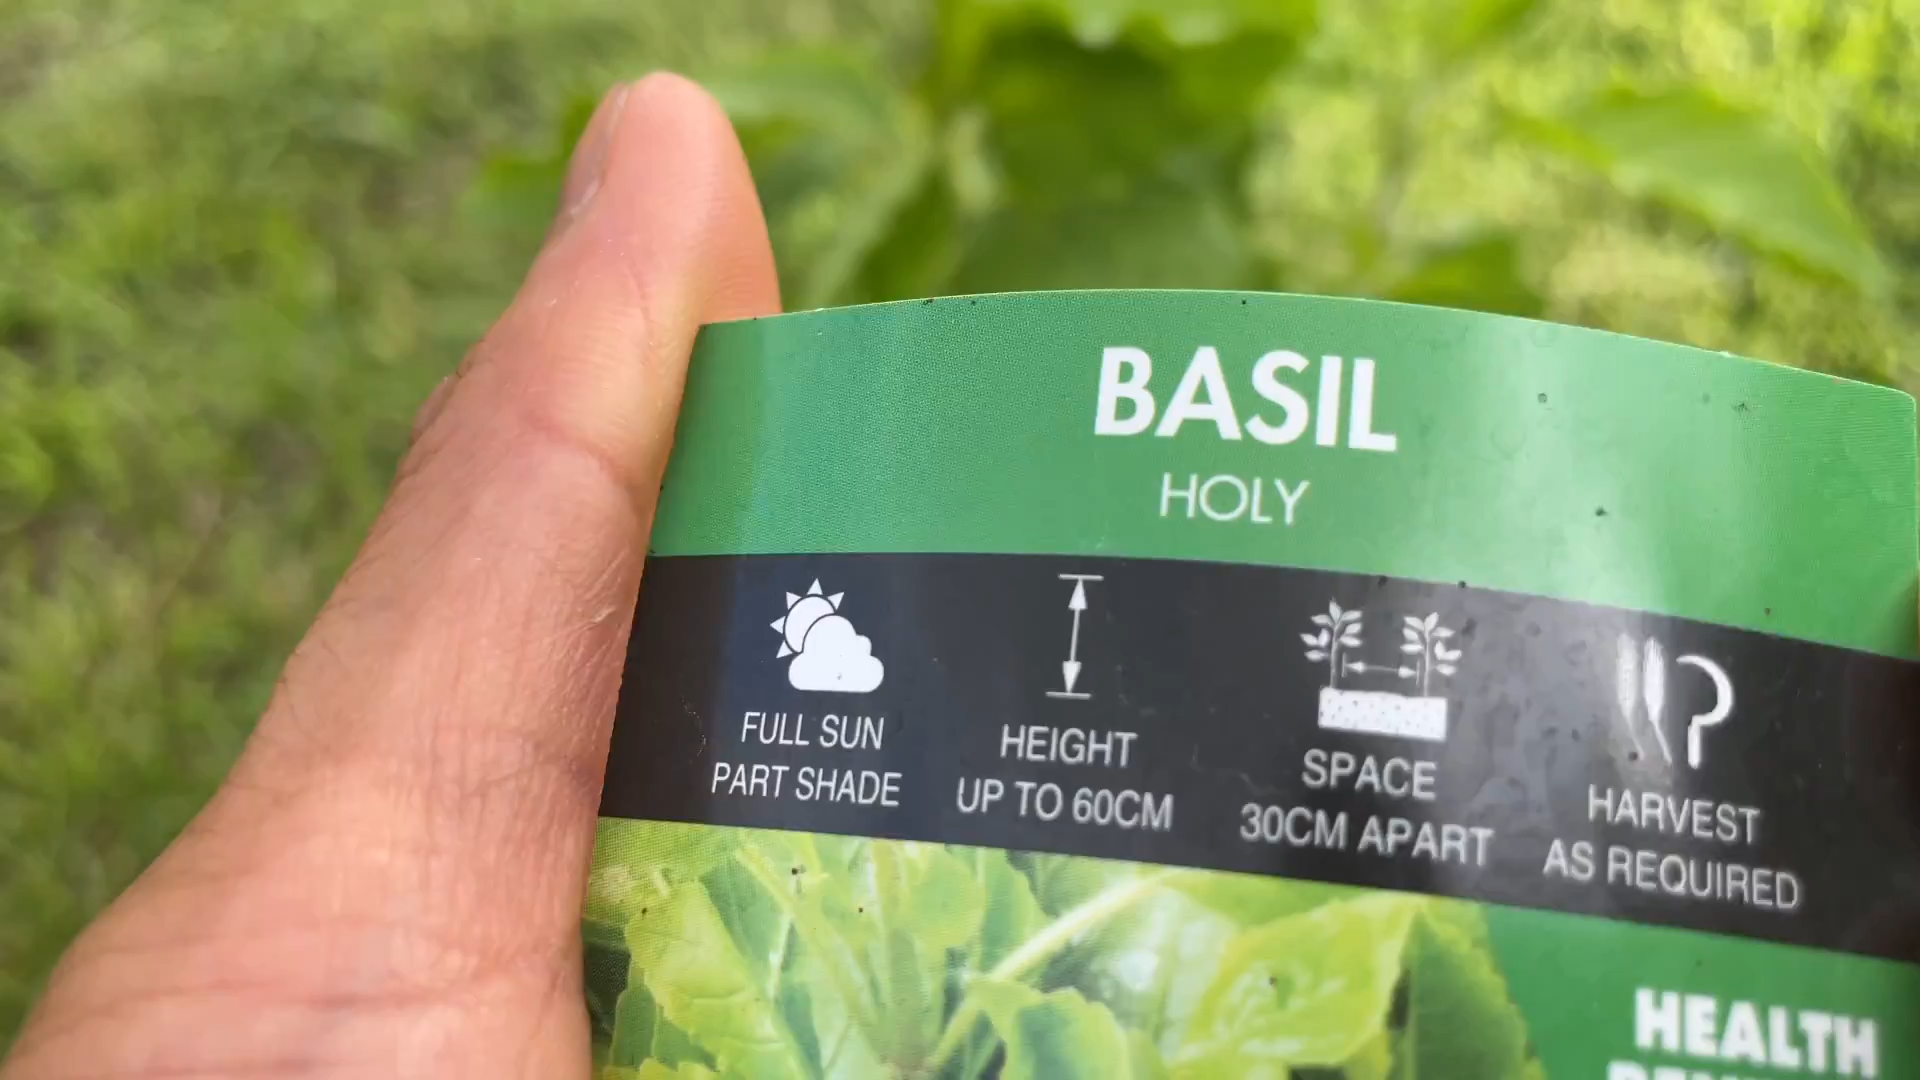 BASIL
HOLY
FULL SUN
PART SHADE
HEIGHT
UP TO 60CM
SPACE
30CM APART
HARVEST
AS REQUIRED
HEALTH